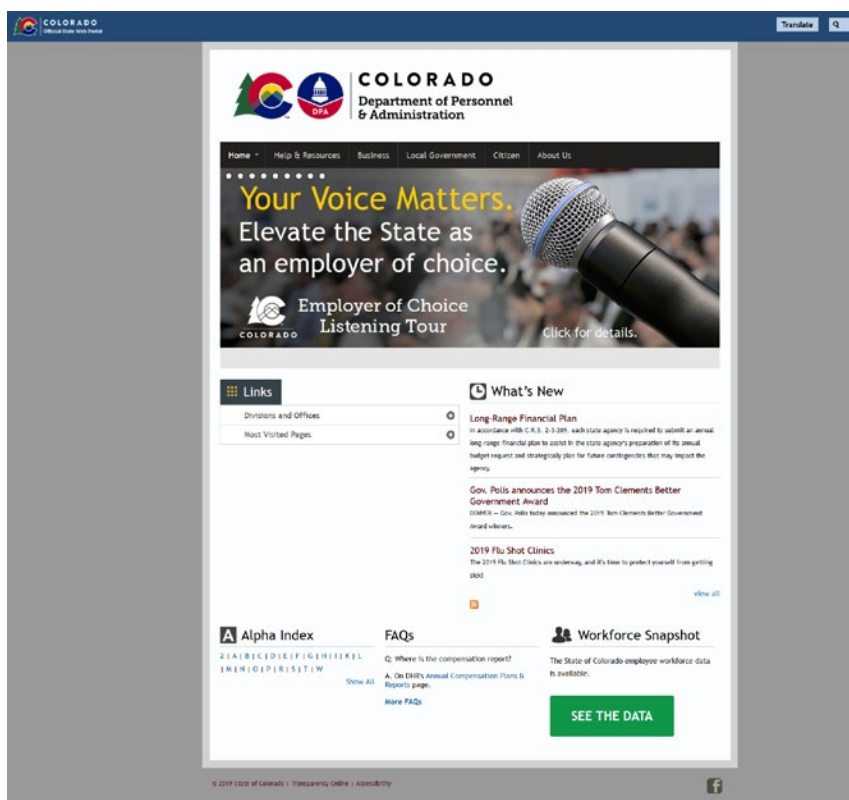 COLORADO
Official State Web Portal
Translate
COLORADO
Department of Personnel
& Administration
DPA
Home
Help & Resources
Business
Local Government
Citizen
About Us
Your Voice Matters.
Elevate the State as
an employer of choice.
Employer of Choice
Listening Tour
COLORADO
Click for details.
Links
Divisions and Offices
Most Visited Pages
What's New
Long-Range Financial Plan
In accordance with C.R.S. 2-3-209, each state agency is required to submit an annual
long-range financial plan to assist in the state agency's preparation of its annual
budget request and strategically plan for future contingencies that may impact the
agency.
Gov. Polis announces the 2019 Tom Clements Better
Government Award
DENVER — Gov. Polis today announced the 2019 Tom Clements Better Government
Award winners.
2019 Flu Shot Clinics
The 2019 Flu Shot Clinics are underway, and it's time to protect yourself from getting
sick!
view all
A Alpha Index
2 | A | B | C | D | E | F | G | H | I | K | L
| M | N | O | P | R | S | T | W
Show All
FAQs
Q: Where is the compensation report?
A. On DHR's Annual Compensation Plans &
Reports page.
More FAQs
Workforce Snapshot
The State of Colorado employee workforce data
is available.
SEE THE DATA
© 2019 State of Colorado | Transparency Online | Accessibility